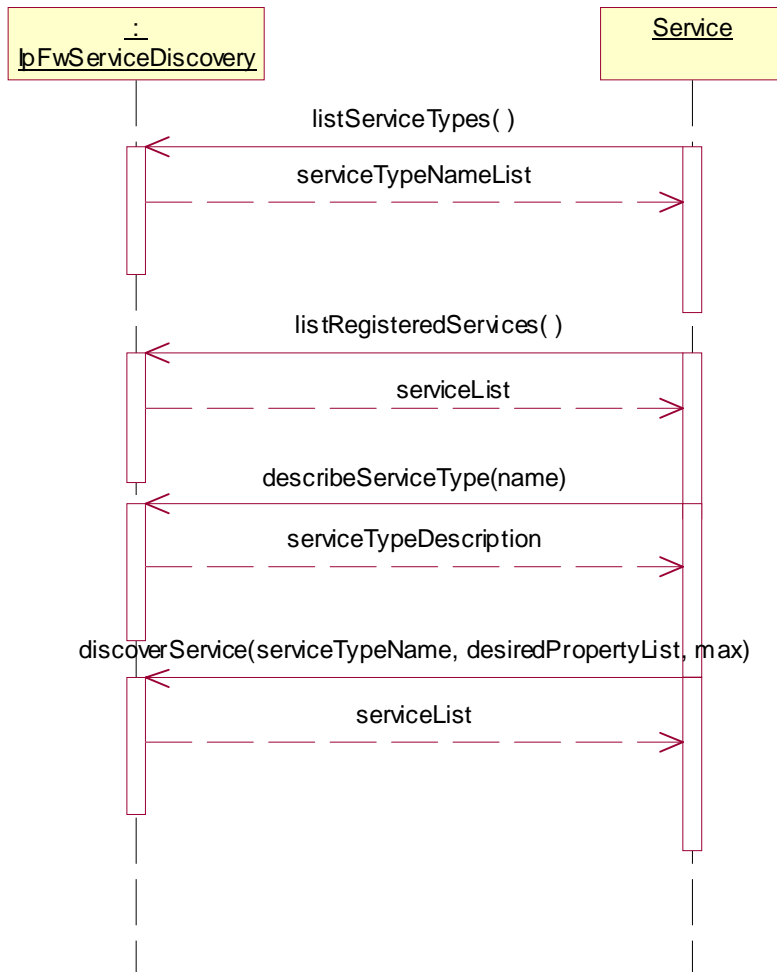 :
IpFwServiceDiscovery
Service
listServiceTypes( )
serviceTypeNameList
listRegisteredServices( )
serviceList
describeServiceType(name)
serviceTypeDescription
discoverService(serviceTypeName, desiredPropertyList, max)
serviceList